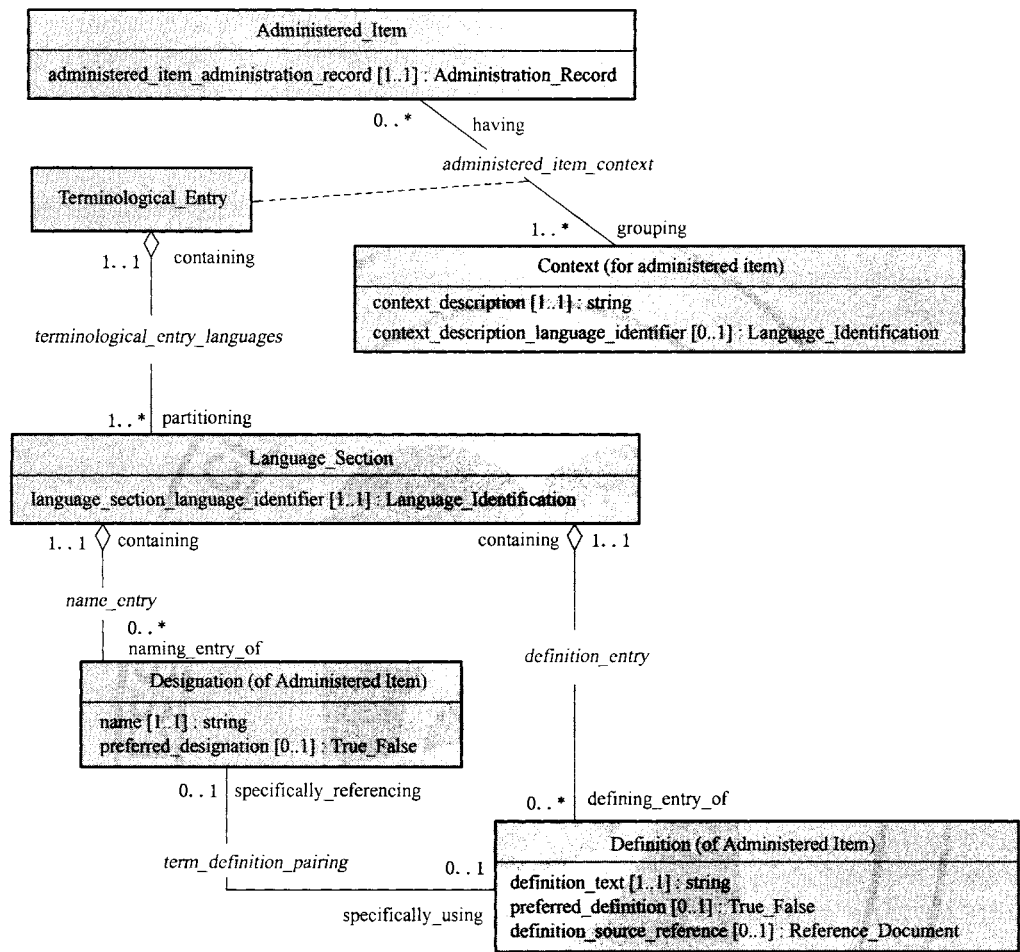 Administered_Item
administered_item_administration_record [1..1] : Administration_Record
0..*
having
administered_item_context
Terminological_Entry
1..*
grouping
1..1
containing
Context (for administered item)
context_description [1..1] : string
context_description_language_identifier [0..1] : Language_Identification
terminological_entry_languages
1..*
partitioning
Language_Section
language_section_language_identifier [1..1] : Language_Identification
1..1
containing
containing
1..1
name_entry
0..*
naming_entry_of
definition_entry
Designation (of Administered Item)
name [1..1] : string
preferred_designation [0..1] : True_False
0..1
specifically_referencing
0..*
defining_entry_of
term_definition_pairing
0..1
specifically_using
Definition (of Administered Item)
definition_text [1..1] : string
preferred_definition [0..1] : True_False
definition_source_reference [0..1] : Reference_Document